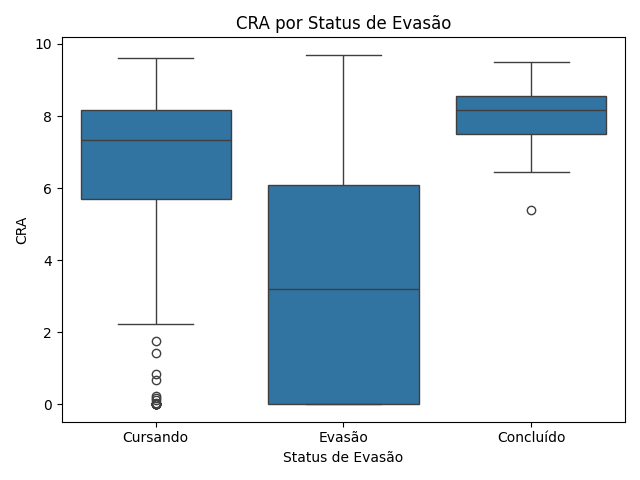 CRA por Status de Evasão
10
8
6
4
2
0
CRA
Cursando
Evasão
Concluído
Status de Evasão